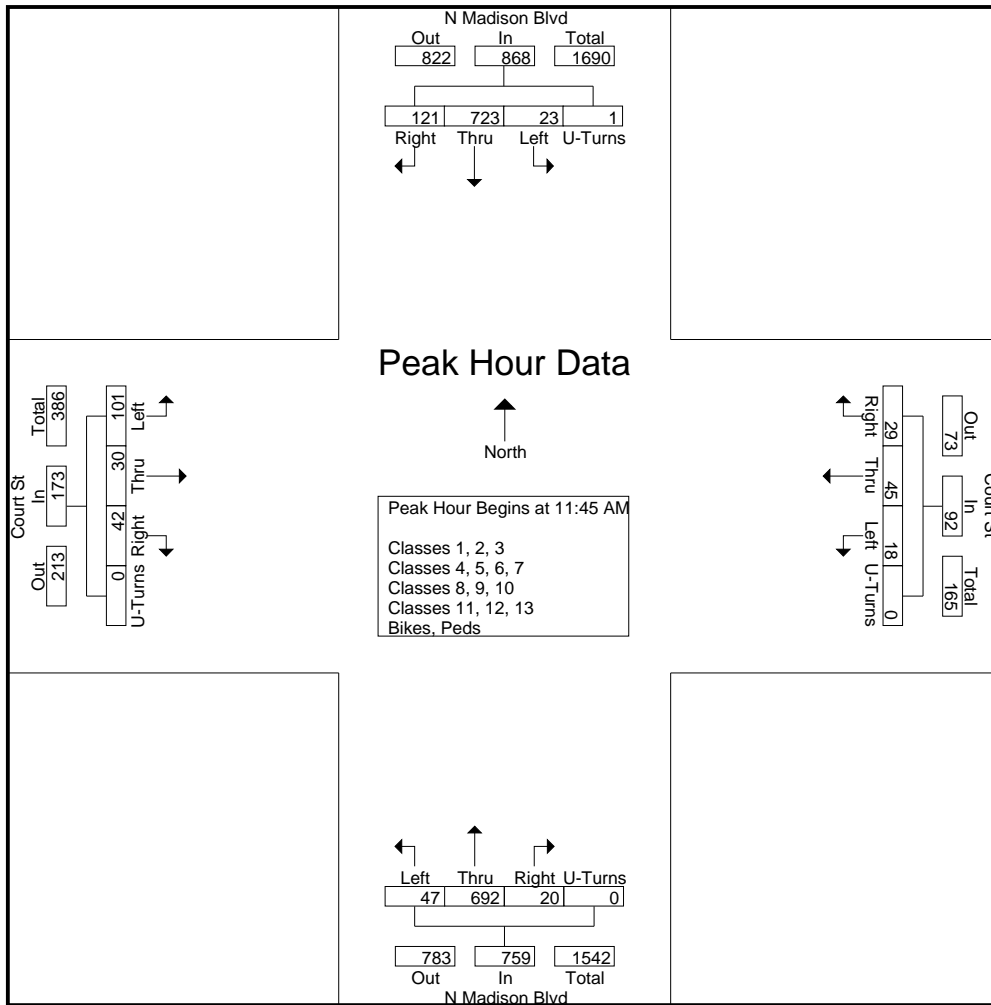 N Madison Blvd
Out In Total
822 868 1690
121 723 23 1
Right Thru Left U-Turns
Peak Hour Data
North
Peak Hour Begins at 11:45 AM
Classes 1, 2, 3
Classes 4, 5, 6, 7
Classes 8, 9, 10
Classes 11, 12, 13
Bikes, Peds
Court St
Total In Out
386 173 213
101 30 42 0
Left Thru Right U-Turns
Court St
Out In Total
73 92 165
29 45 18 0
Right Thru Left U-Turns
Left Thru Right U-Turns
47 692 20 0
783 759 1542
Out In Total
N Madison Blvd